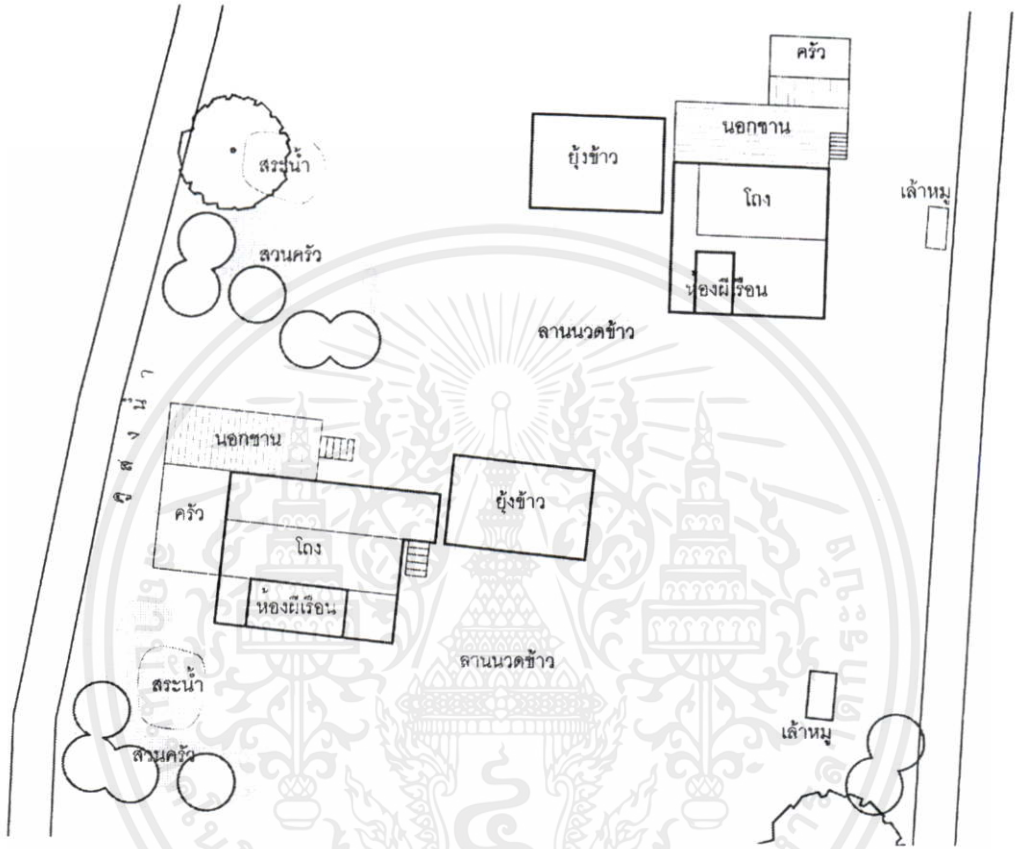 ครัว
นอกชาน
ยุ้งข้าว
สระน้ำ
โถง
เล้าหมู
สวนครัว
ห้องผีเรือน
ลานนวดข้าว
คูส่งน้ำ
นอกชาน
ยุ้งข้าว
ครัว
โถง
ห้องผีเรือน
ลานนวดข้าว
สระน้ำ
เล้าหมู
สวนครัว